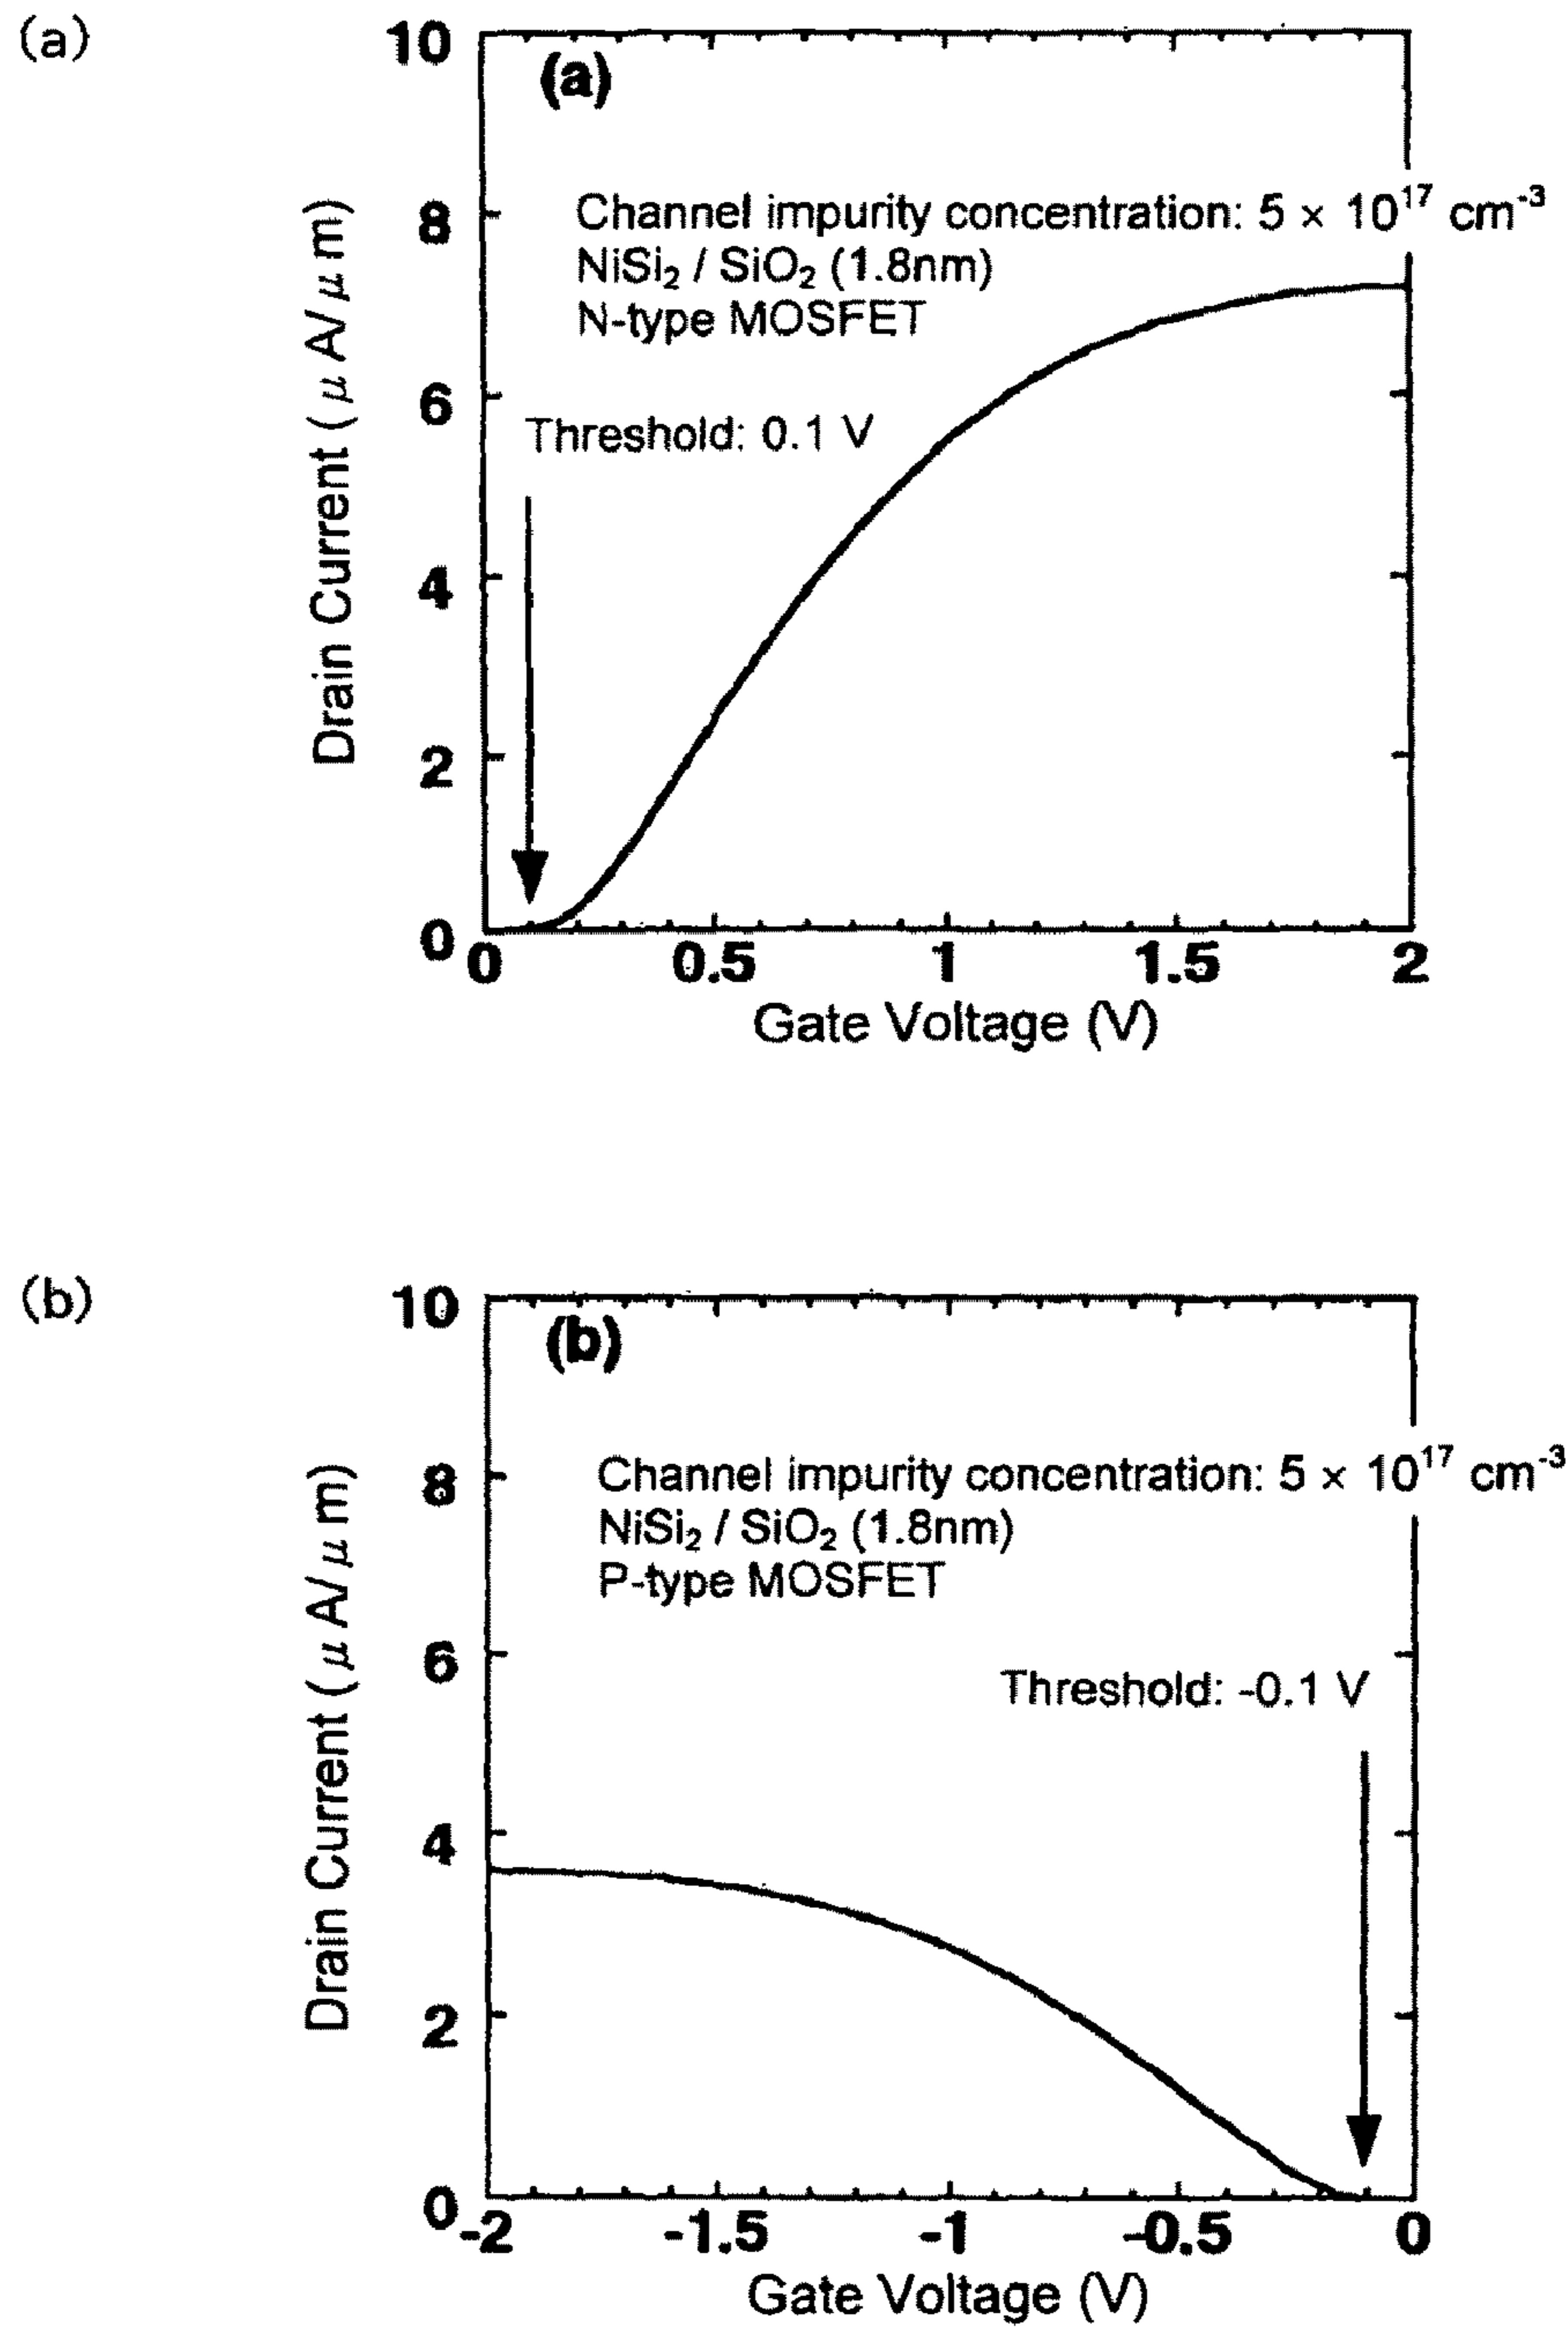 (a)
10
(a)
8
Channel impurity concentration: 5 × 10¹⁷ cm⁻³
NiSi₂ / SiO₂ (1.8nm)
N-type MOSFET
6
Threshold: 0.1 V
4
2
0
Drain Current (μA/μm)
0 0.5 1 1.5 2
Gate Voltage (V)
(b)
10
(b)
8
Channel impurity concentration: 5 × 10¹⁷ cm⁻³
NiSi₂ / SiO₂ (1.8nm)
P-type MOSFET
6
Threshold: -0.1 V
4
2
0
Drain Current (μA/μm)
-2 -1.5 -1 -0.5 0
Gate Voltage (V)